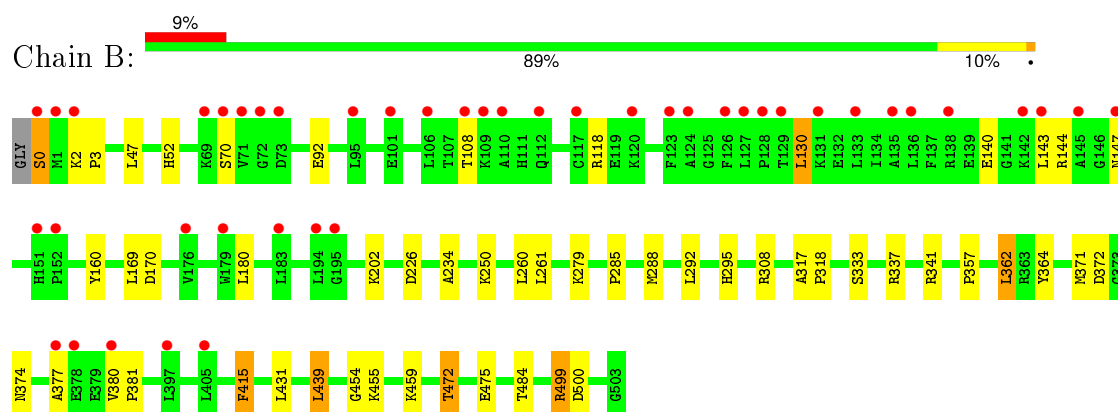 9%
Chain B:
89% 10% •
GLY S0 M1 K2 P3 L47 H52 K69 S70 V71 G72 D73 E92 L95 E101 L106 T107 T108 K109 A110 H111 Q112 C117 R118 E119 K120 F123 A124 G125 F126 L127 P128 T129 L130 K131 E132 L133 I134 A135 L136 F137 R138 E139 E140 G141 K142 L143 R144 A145 G146 N147
H151 P152 Y160 L169 D170 V176 W179 L180 L183 L194 G195 K202 D226 A234 K250 L260 L261 K279 P285 M288 L292 H295 R308 A317 P318 S333 R337 R341 P357 L362 R363 Y364 M371 D372
N374 A377 E378 E379 V380 P381 L397 L405 F415 L431 L439 G454 K455 K459 T472 E475 T484 R499 D500 G503